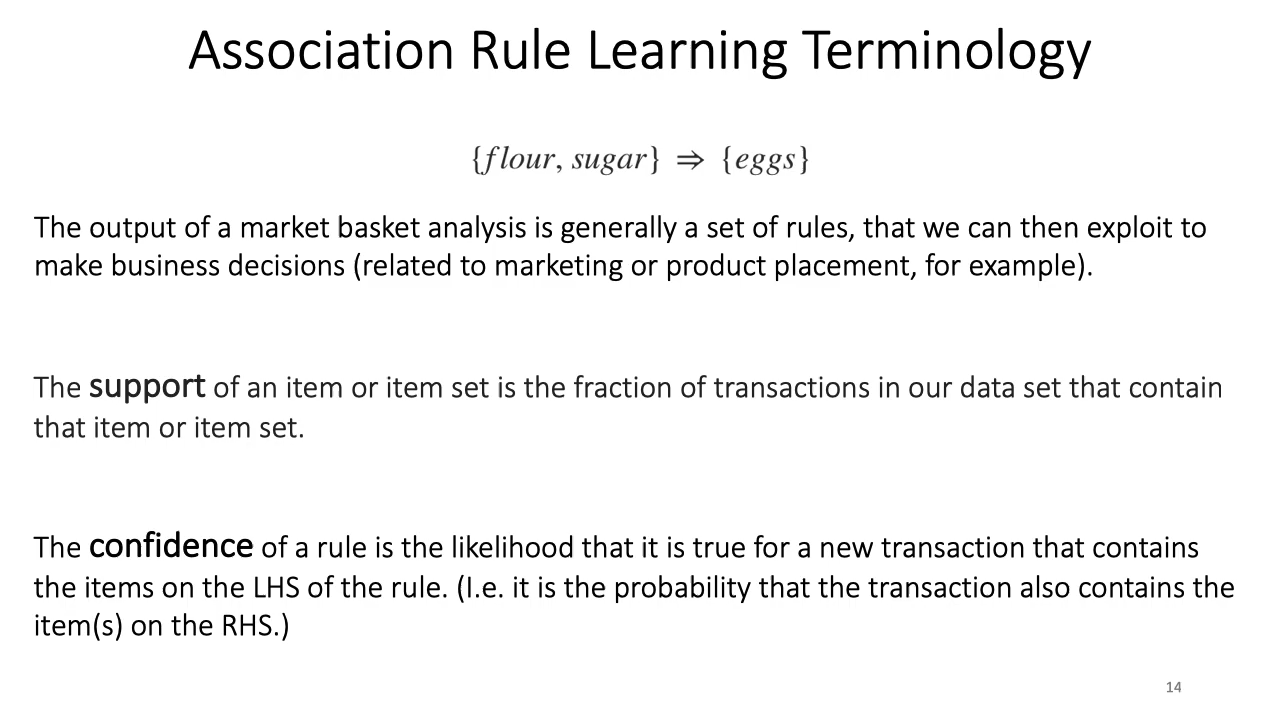 Association Rule Learning Terminology
{flour, sugar} ⇒ {eggs}
The output of a market basket analysis is generally a set of rules, that we can then exploit to
make business decisions (related to marketing or product placement, for example).
The support of an item or item set is the fraction of transactions in our data set that contain
that item or item set.
The confidence of a rule is the likelihood that it is true for a new transaction that contains
the items on the LHS of the rule. (I.e. it is the probability that the transaction also contains the
item(s) on the RHS.)
14